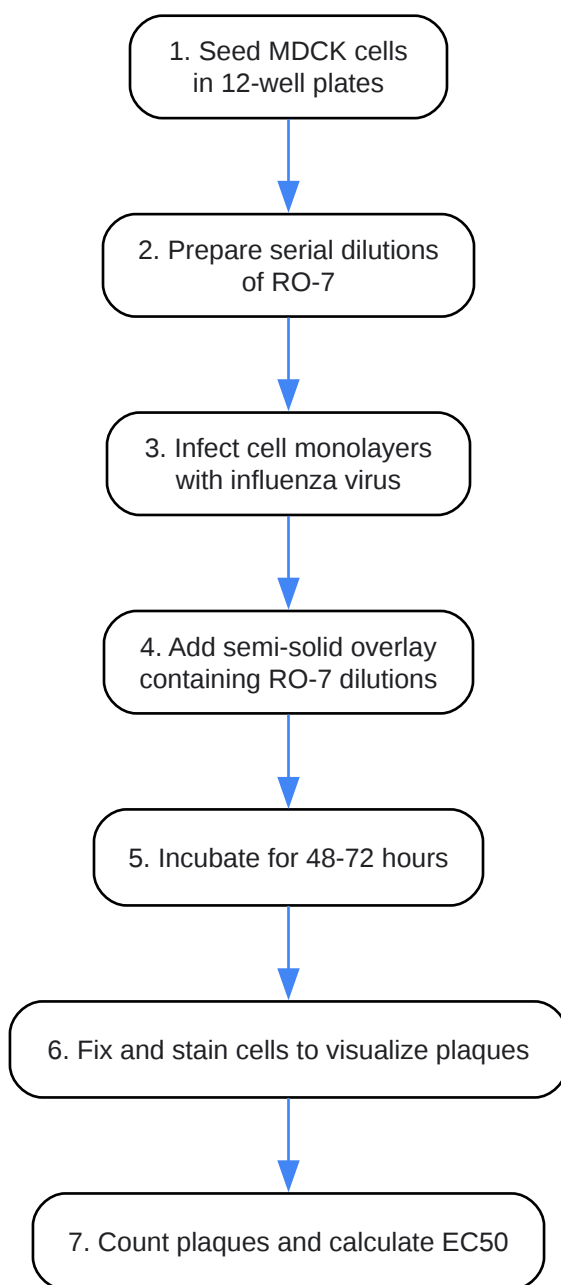 1. Seed MDCK cells
in 12-well plates
2. Prepare serial dilutions
of RO-7
3. Infect cell monolayers
with influenza virus
4. Add semi-solid overlay
containing RO-7 dilutions
5. Incubate for 48-72 hours
6. Fix and stain cells to visualize plaques
7. Count plaques and calculate EC50